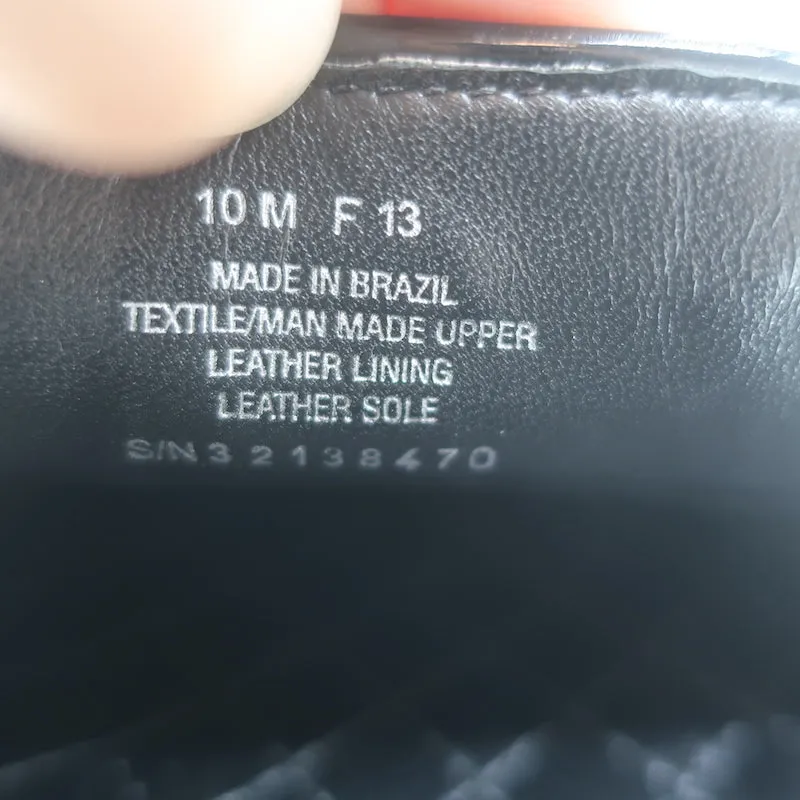 10 M F 13
MADE IN BRAZIL
TEXTILE/MAN MADE UPPER
LEATHER LINING
LEATHER SOLE
S/N 3 2 1 3 8 4 7 0